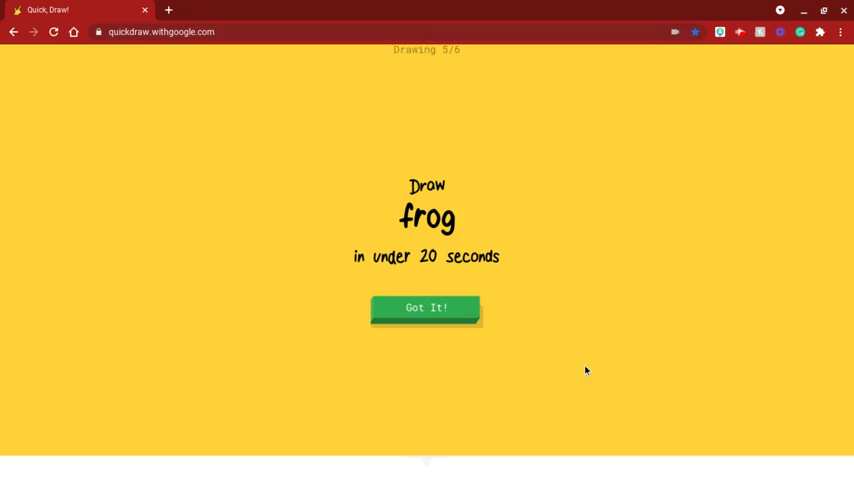 Quick, Draw!
quickdraw.withgoogle.com
Drawing 5/6
Draw
frog
in under 20 seconds
Got It!